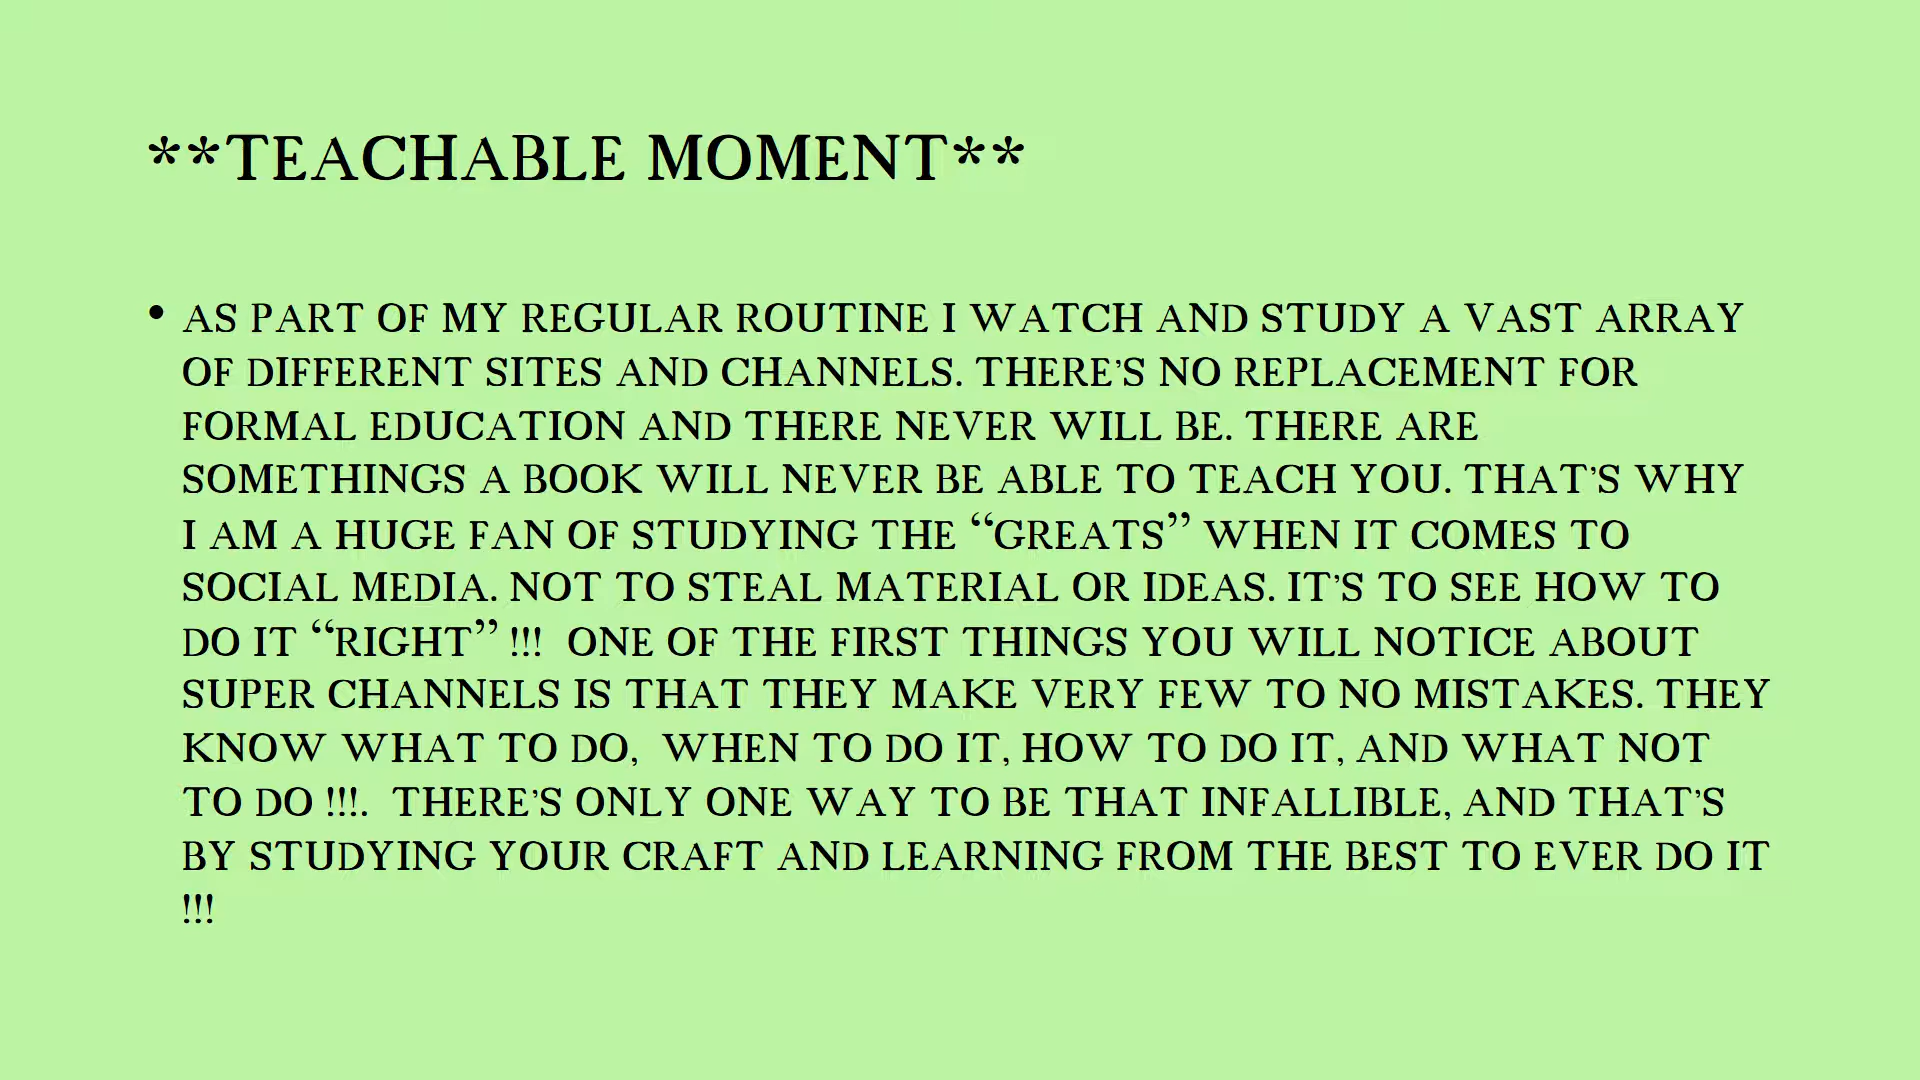 **TEACHABLE MOMENT**
• AS PART OF MY REGULAR ROUTINE I WATCH AND STUDY A VAST ARRAY
OF DIFFERENT SITES AND CHANNELS. THERE’S NO REPLACEMENT FOR
FORMAL EDUCATION AND THERE NEVER WILL BE. THERE ARE
SOMETHINGS A BOOK WILL NEVER BE ABLE TO TEACH YOU. THAT’S WHY
I AM A HUGE FAN OF STUDYING THE “GREATS” WHEN IT COMES TO
SOCIAL MEDIA. NOT TO STEAL MATERIAL OR IDEAS. IT’S TO SEE HOW TO
DO IT “RIGHT” !!!  ONE OF THE FIRST THINGS YOU WILL NOTICE ABOUT
SUPER CHANNELS IS THAT THEY MAKE VERY FEW TO NO MISTAKES. THEY
KNOW WHAT TO DO,  WHEN TO DO IT, HOW TO DO IT, AND WHAT NOT
TO DO !!!.  THERE’S ONLY ONE WAY TO BE THAT INFALLIBLE, AND THAT’S
BY STUDYING YOUR CRAFT AND LEARNING FROM THE BEST TO EVER DO IT
!!!